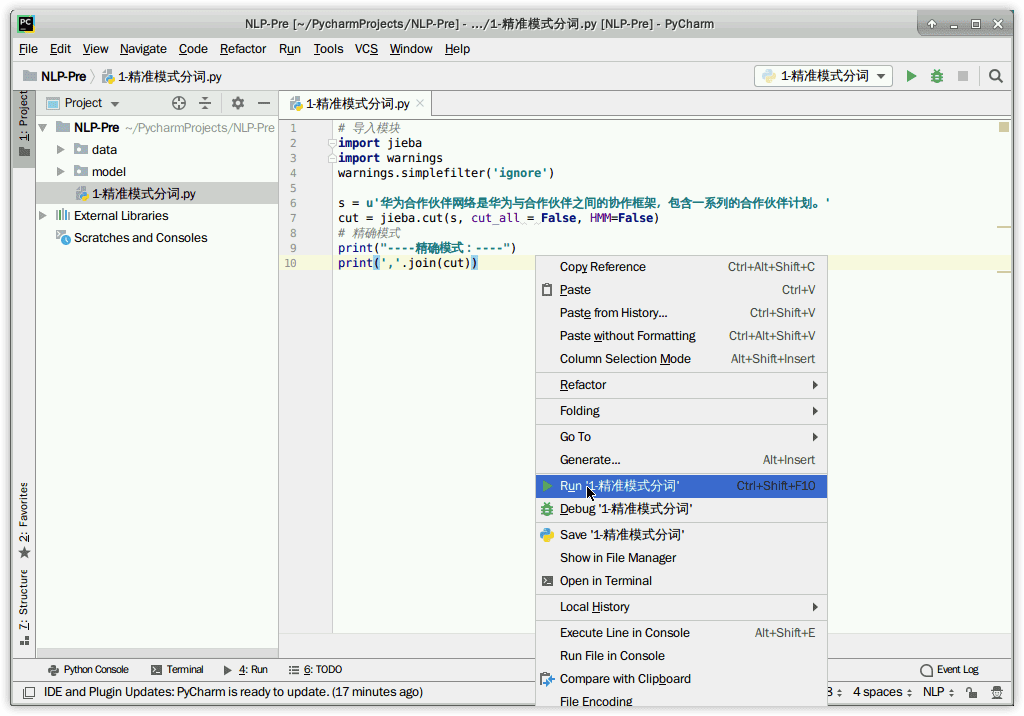 NLP-Pre [~/PycharmProjects/NLP-Pre] - .../1-精准模式分词.py [NLP-Pre] - PyCharm
File Edit View Navigate Code Refactor Run Tools VCS Window Help
NLP-Pre 1-精准模式分词.py
1-精准模式分词
1: Project
Project
NLP-Pre ~/PycharmProjects/NLP-Pre
data
model
1-精准模式分词.py
External Libraries
Scratches and Consoles
1-精准模式分词.py
1 # 导入模块
2 import jieba
3 import warnings
4 warnings.simplefilter('ignore')
5
6 s = u'华为合作伙伴网络是华为与合作伙伴之间的协作框架，包含一系列的合作伙伴计划。'
7 cut = jieba.cut(s, cut_all = False, HMM=False)
8 # 精确模式
9 print("----精确模式：----")
10 print(','.join(cut))
Copy Reference Ctrl+Alt+Shift+C
Paste Ctrl+V
Paste from History... Ctrl+Shift+V
Paste without Formatting Ctrl+Alt+Shift+V
Column Selection Mode Alt+Shift+Insert
Refactor
Folding
Go To
Generate... Alt+Insert
Run '1-精准模式分词' Ctrl+Shift+F10
Debug '1-精准模式分词'
Save '1-精准模式分词'
Show in File Manager
Open in Terminal
Local History
Execute Line in Console Alt+Shift+E
Run File in Console
Compare with Clipboard
File Encoding
2: Favorites
7: Structure
Python Console Terminal 4: Run 6: TODO Event Log
IDE and Plugin Updates: PyCharm is ready to update. (17 minutes ago) 4 spaces NLP